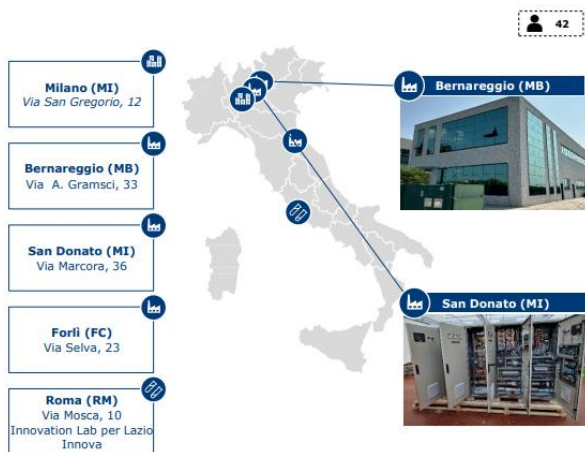 42
Milano (MI)
Via San Gregorio, 12
Bernareggio (MB)
Via A. Gramsci, 33
San Donato (MI)
Via Marcora, 36
Forlì (FC)
Via Selva, 23
Roma (RM)
Via Mosca, 10
Innovation Lab per Lazio
Innova
Bernareggio (MB)
San Donato (MI)